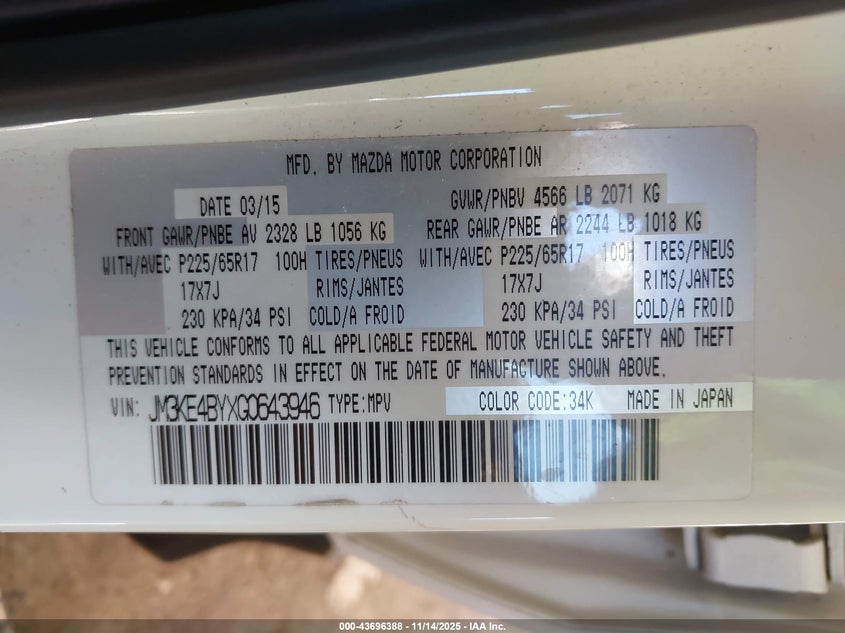 MFD. BY MAZDA MOTOR CORPORATION
DATE 03/15 GVWR/PNBV 4566 LB 2071 KG
FRONT GAWR/PNBE AV 2328 LB 1056 KG REAR GAWR/PNBE AR 2244 LB 1018 KG
WITH/AVEC P225/65R17 100H TIRES/PNEUS WITH/AVEC P225/65R17 100H TIRES/PNEUS
17X7J RIMS/JANTES 17X7J RIMS/JANTES
230 KPA/34 PSI COLD/A FROID 230 KPA/34 PSI COLD/A FROID
THIS VEHICLE CONFORMS TO ALL APPLICABLE FEDERAL MOTOR VEHICLE SAFETY AND THEFT
PREVENTION STANDARDS IN EFFECT ON THE DATE OF MANUFACTURE SHOWN ABOVE.
VIN: JM3KE4BYXG0643946 TYPE:MPV COLOR CODE:34K MADE IN JAPAN
000-43696388 - 11/14/2025 - IAA Inc.